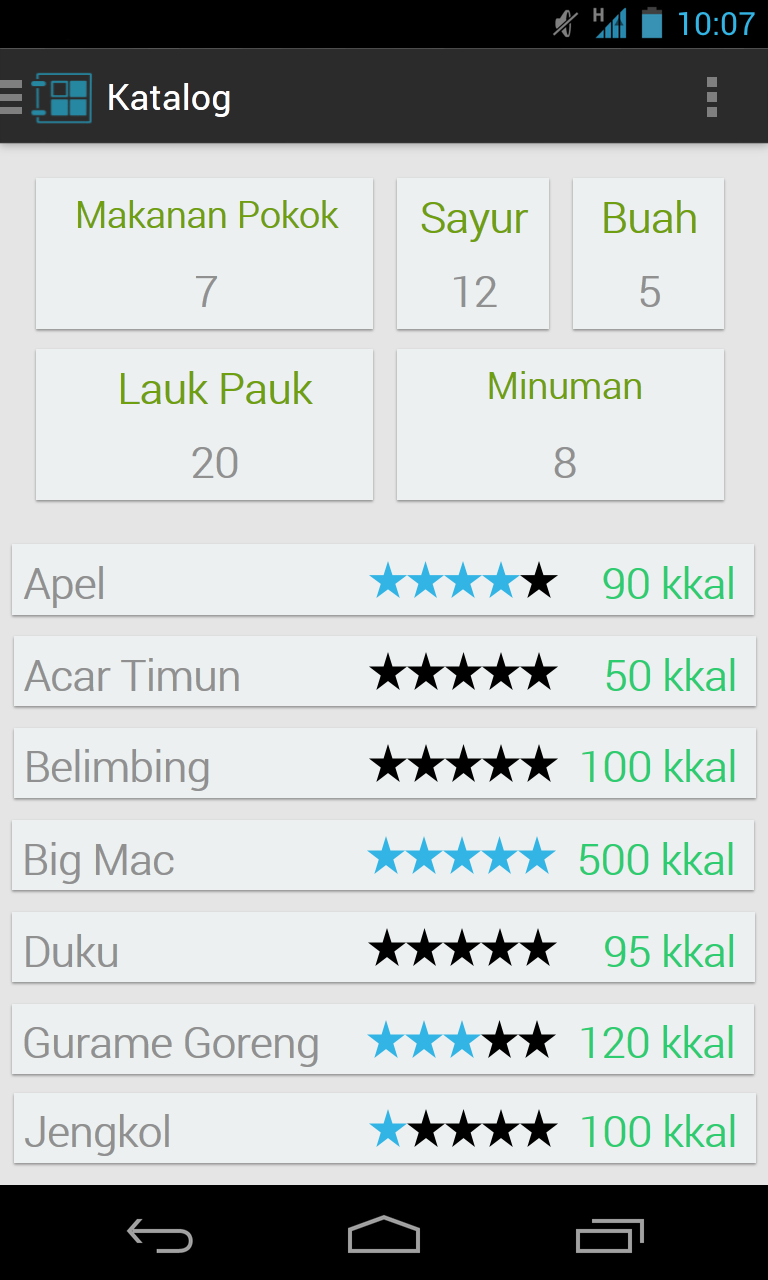 H 10:07
Katalog
Makanan Pokok
7
Sayur
12
Buah
5
Lauk Pauk
20
Minuman
8
Apel ★★★★★ 90 kkal
Acar Timun ★★★★★ 50 kkal
Belimbing ★★★★★ 100 kkal
Big Mac ★★★★★ 500 kkal
Duku ★★★★★ 95 kkal
Gurame Goreng ★★★★★ 120 kkal
Jengkol ★★★★★ 100 kkal